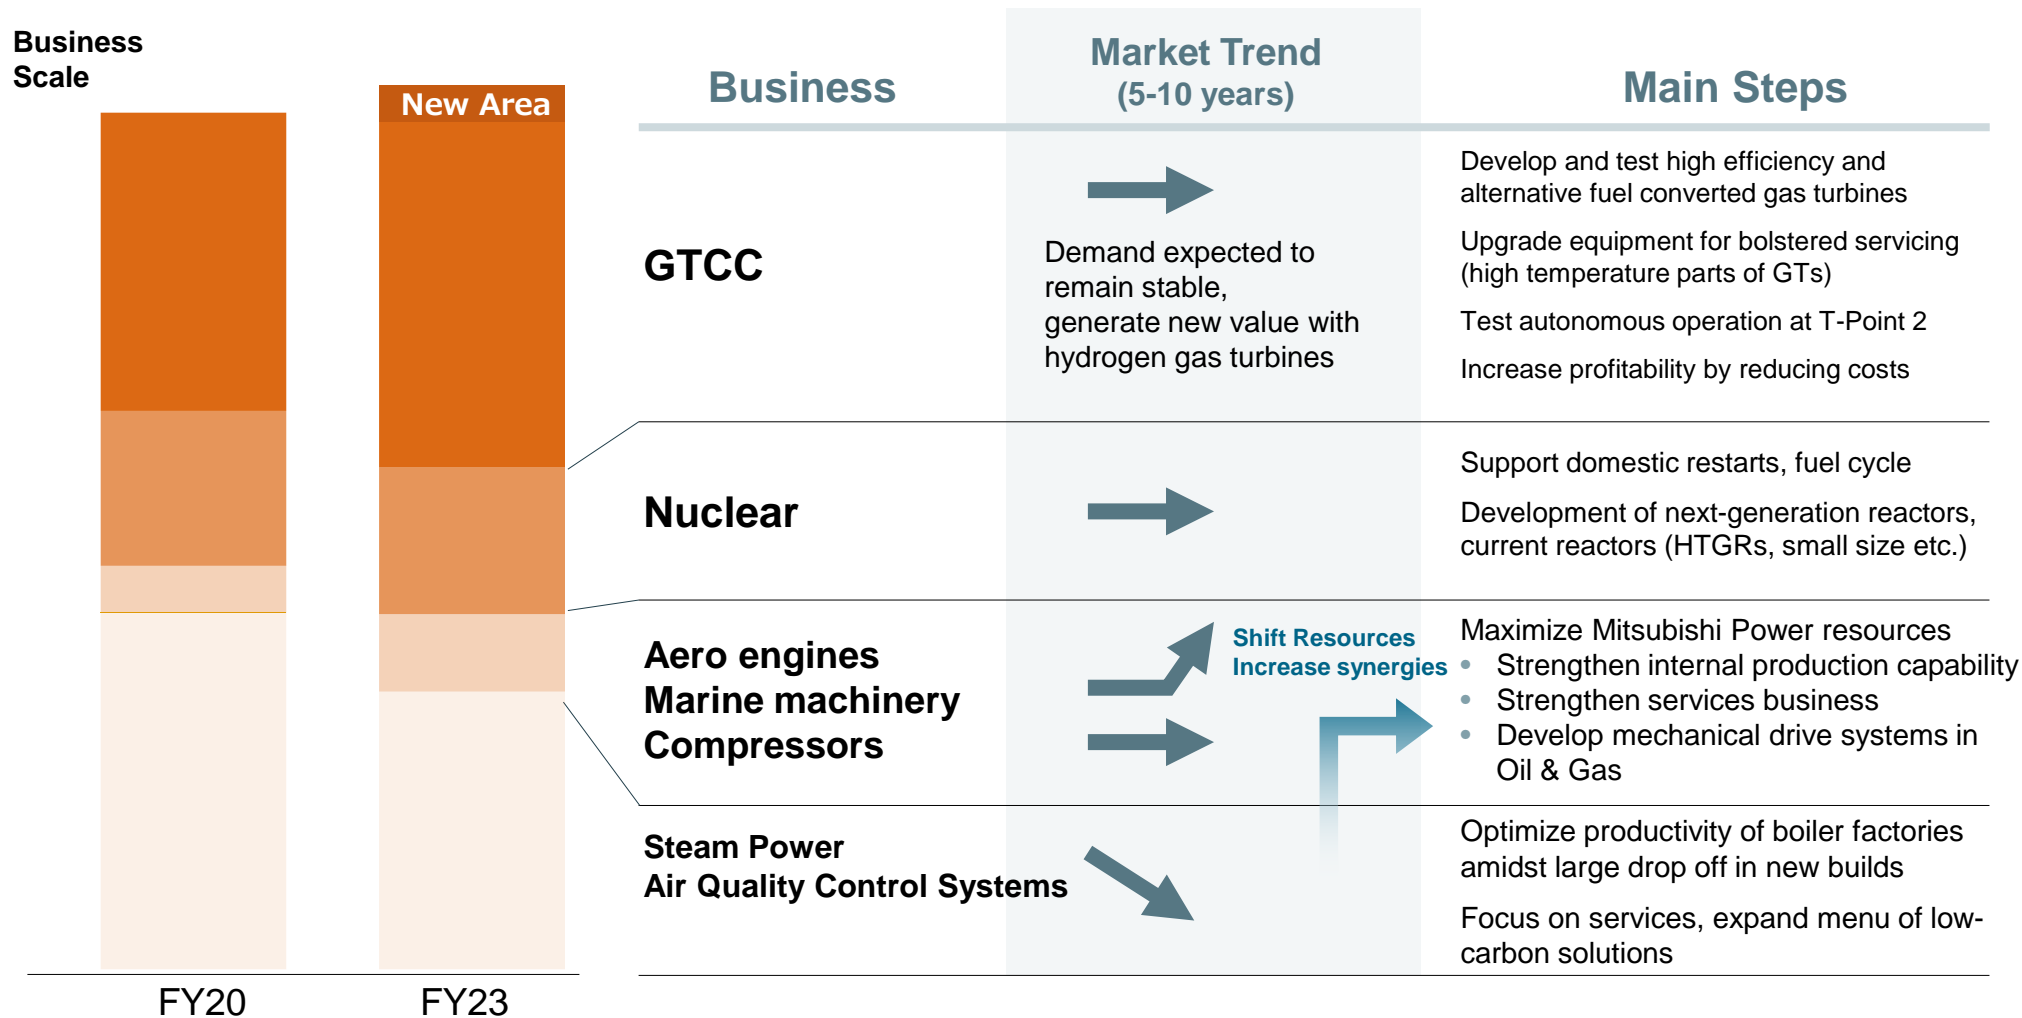 Business
Scale
New Area
FY20
FY23
Business
Market Trend
(5-10 years)
Main Steps
GTCC
Demand expected to
remain stable,
generate new value with
hydrogen gas turbines
Develop and test high efficiency and
alternative fuel converted gas turbines
Upgrade equipment for bolstered servicing
(high temperature parts of GTs)
Test autonomous operation at T-Point 2
Increase profitability by reducing costs
Nuclear
Support domestic restarts, fuel cycle
Development of next-generation reactors,
current reactors (HTGRs, small size etc.)
Aero engines
Marine machinery
Compressors
Shift Resources
Increase synergies
Maximize Mitsubishi Power resources
• Strengthen internal production capability
• Strengthen services business
• Develop mechanical drive systems in
Oil & Gas
Steam Power
Air Quality Control Systems
Optimize productivity of boiler factories
amidst large drop off in new builds
Focus on services, expand menu of low-
carbon solutions